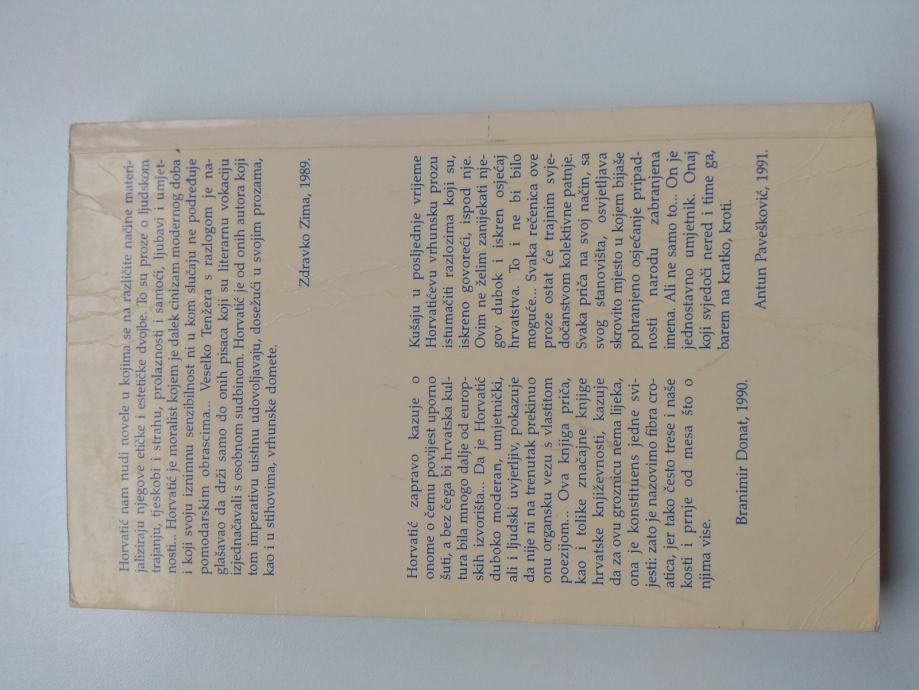 Horvatić nam nudi novele u kojima se na različite načine materi-
jaliziraju njegove etičke i estetičke dvojbe. To su proze o ljudskom
trajanju, tjeskobi i strahu, prolaznosti i samoći, ljubavi i umjet-
nosti... Horvatić je moralist kojem je dalek cinizam modernog doba
i koji svoju iznimnu senzibilnost ni u kom slučaju ne podređuje
pomodarskim obrascima... Veselko Tenžera s razlogom je na-
glašavao da drži samo do onih pisaca koji su literarnu vokaciju
izjednačavali s osobnom sudbinom. Horvatić je od onih autora koji
tom imperativu uistinu udovoljavaju, dosežući u svojim prozama,
kao i u stihovima, vrhunske domete.
Zdravko Zima, 1989.
Horvatić zapravo kazuje o
onome o čemu povijest uporno
šuti, a bez čega bi hrvatska kul-
tura bila mnogo dalje od europ-
skih izvorišta... Da je Horvatić
duboko moderan, umjetnički,
ali i ljudski uvjerljiv, pokazuje
da nije ni na trenutak prekinuo
onu organsku vezu s vlastitom
poezijom... Ova knjiga priča,
kao i tolike značajne knjige
hrvatske književnosti, kazuje
da za ovu groznicu nema lijeka,
ona je konstituens jedne svi-
jesti: zato je nazovimo fibra cro-
atica, jer tako često trese i naše
kosti i prnje od mesa što o
njima vise.
Branimir Donat, 1990.
Kušaju u posljednje vrijeme
Horvatićevu vrhunsku prozu
istumačiti razlozima koji su,
iskreno govoreći, ispod nje.
Ovim ne želim zanijekati nje-
gov dubok i iskren osjećaj
hrvatstva. To i ne bi bilo
moguće... Svaka rečenica ove
proze ostat će trajnim svje-
dočanstvom kolektivne patnje.
Svaka priča na svoj način, sa
svog stanovišta, osvjetljava
skrovito mjesto u kojem bijaše
pohranjeno osjećanje pripad-
nosti narodu zabranjena
imena. Ali ne samo to... On je
jednostavno umjetnik. Onaj
koji svjedoči nered i time ga,
barem na kratko, kroti.
Antun Pavešković, 1991.